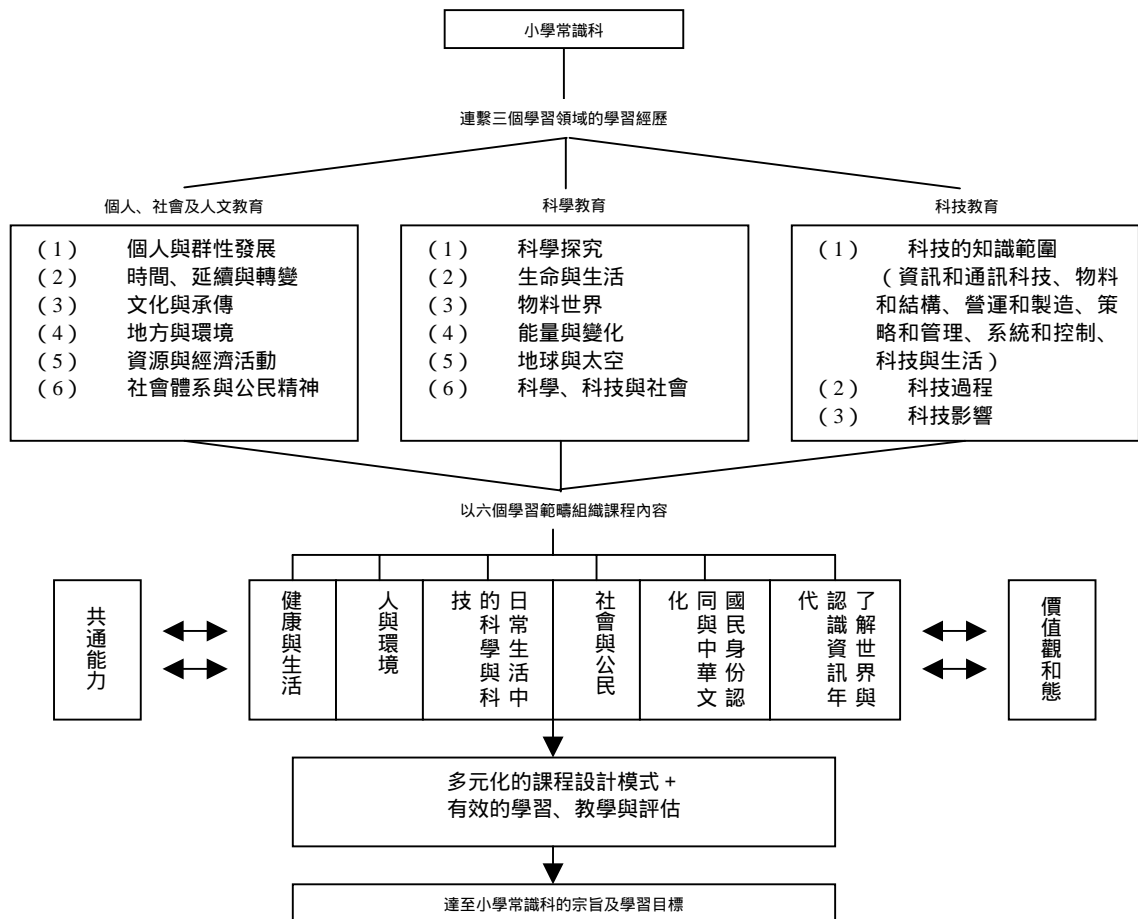 小學常識科
連繫三個學習領域的學習經歷
個人、社會及人文教育
（1） 個人與群性發展
（2） 時間、延續與轉變
（3） 文化與承傳
（4） 地方與環境
（5） 資源與經濟活動
（6） 社會體系與公民精神
科學教育
（1） 科學探究
（2） 生命與生活
（3） 物料世界
（4） 能量與變化
（5） 地球與太空
（6） 科學、科技與社會
科技教育
（1） 科技的知識範圍
（資訊和通訊科技、物料
和結構、營運和製造、策
略和管理、系統和控制、
科技與生活）
（2） 科技過程
（3） 科技影響
以六個學習範疇組織課程內容
共通能力
健康與生活
人與環境
日常生活中
的科學與科
技
社會與公民
國民身份認
同與中華文
化
了解世界與
認識資訊年
代
價值觀和態
多元化的課程設計模式 +
有效的學習、教學與評估
達至小學常識科的宗旨及學習目標